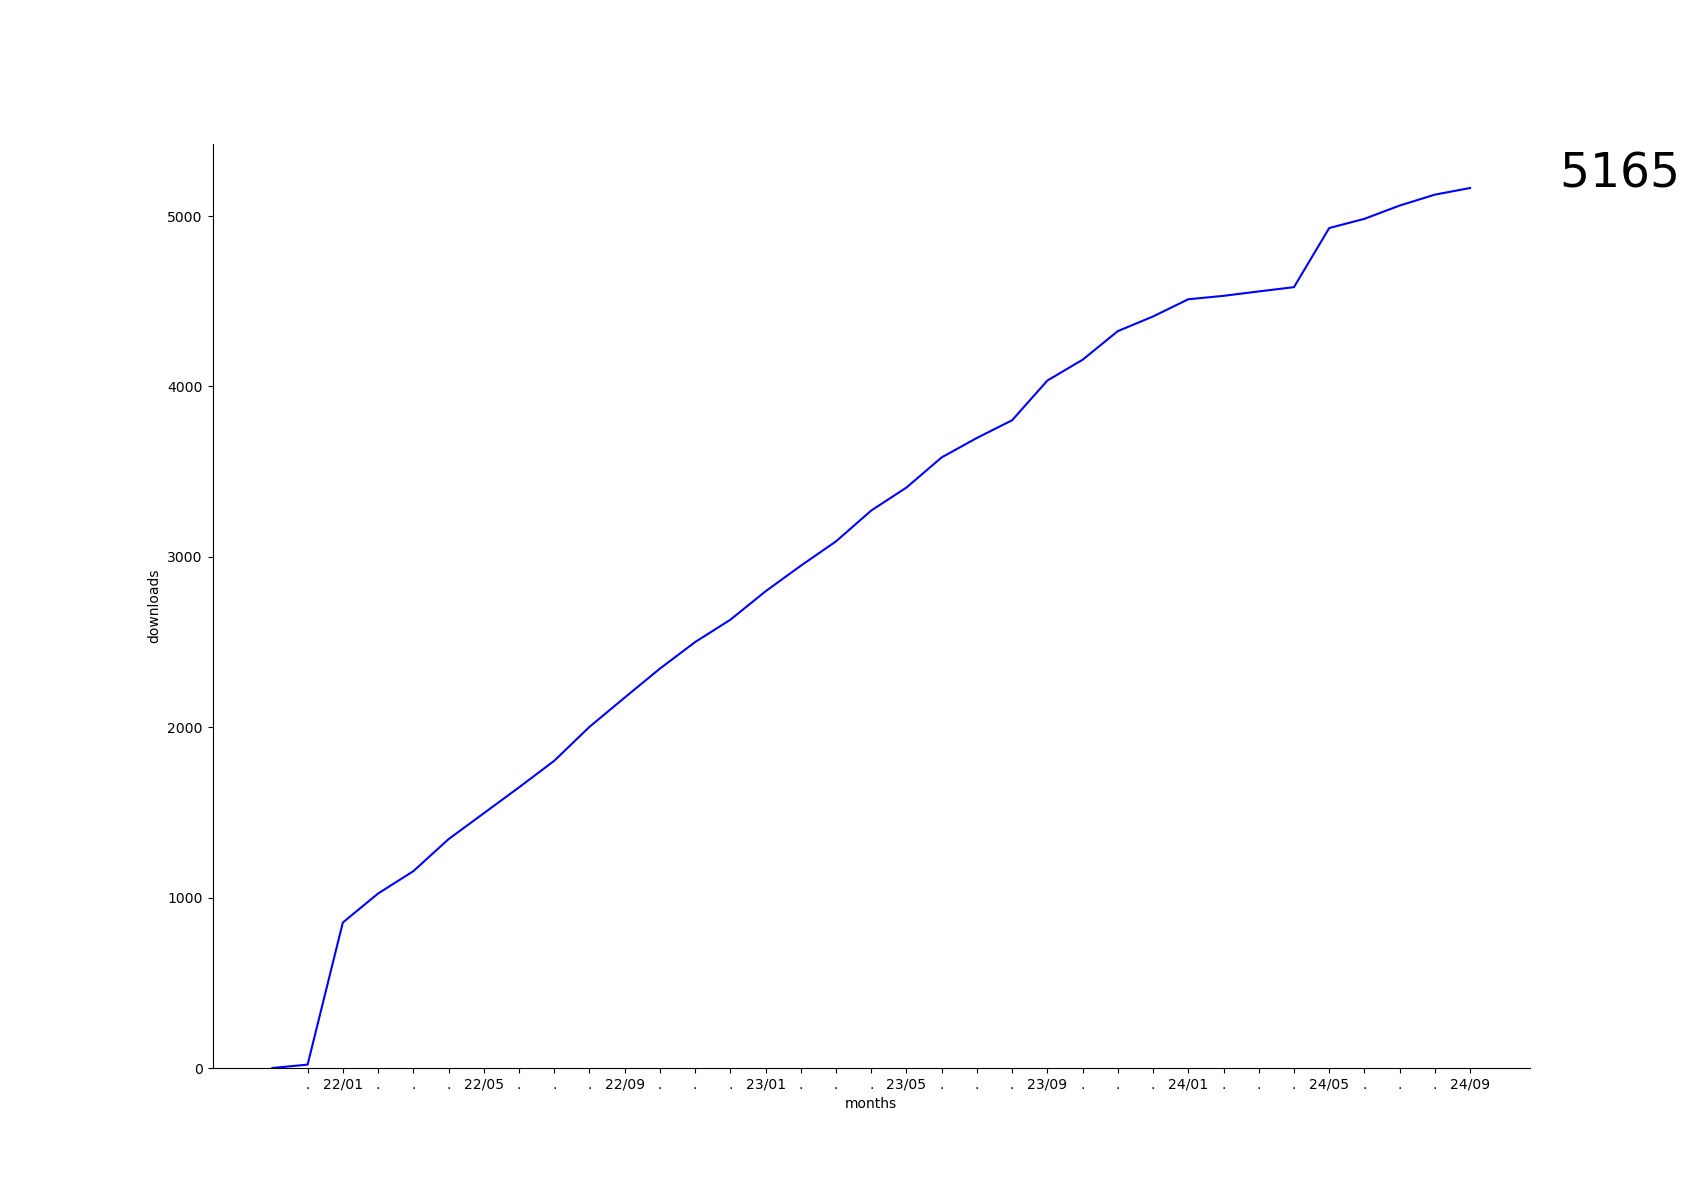 5165
5000
4000
3000
2000
1000
0
downloads
. 22/01 . . . 22/05 . . . 22/09 . . . 23/01 . . . 23/05 . . . 23/09 . . . 24/01 . . . 24/05 . . . 24/09
months